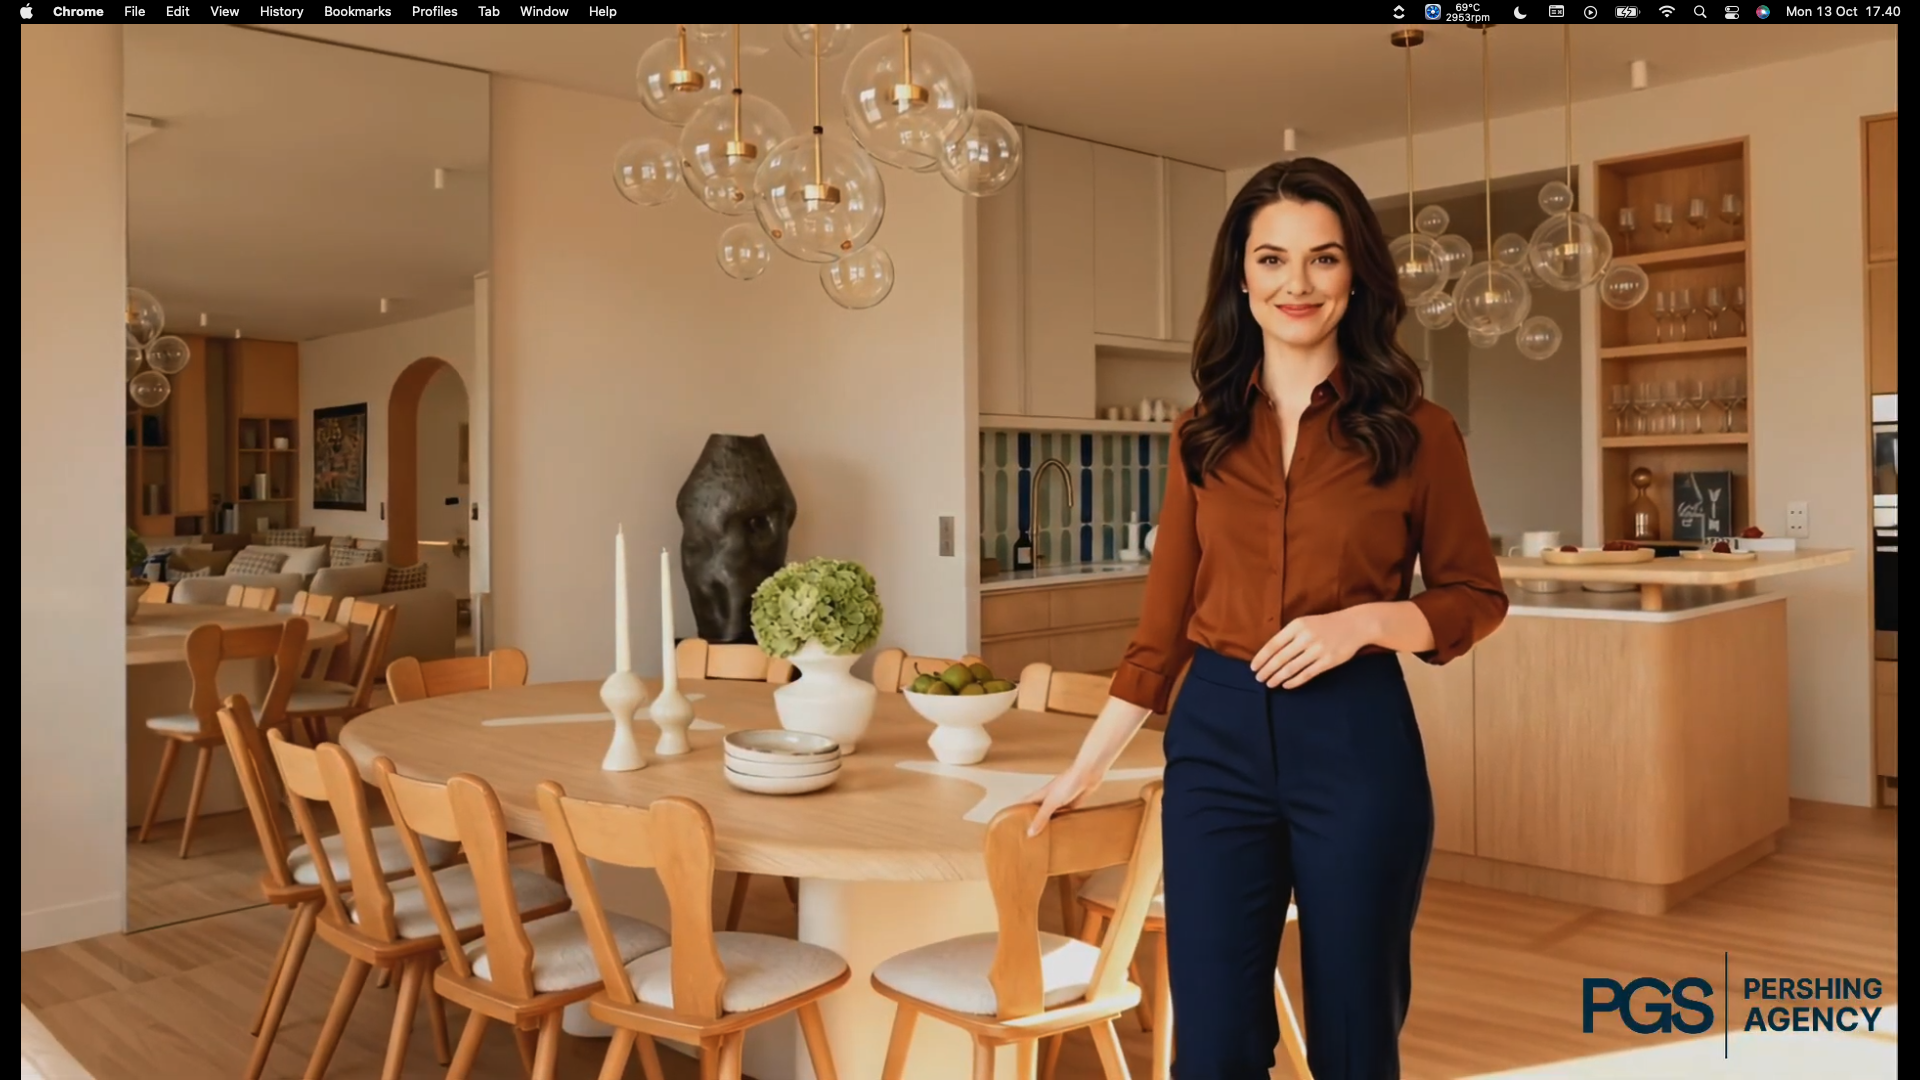 Chrome File Edit View History Bookmarks Profiles Tab Window Help 69°C Mon 13 Oct 17.40
2953rpm
PGS
PERSHING
AGENCY